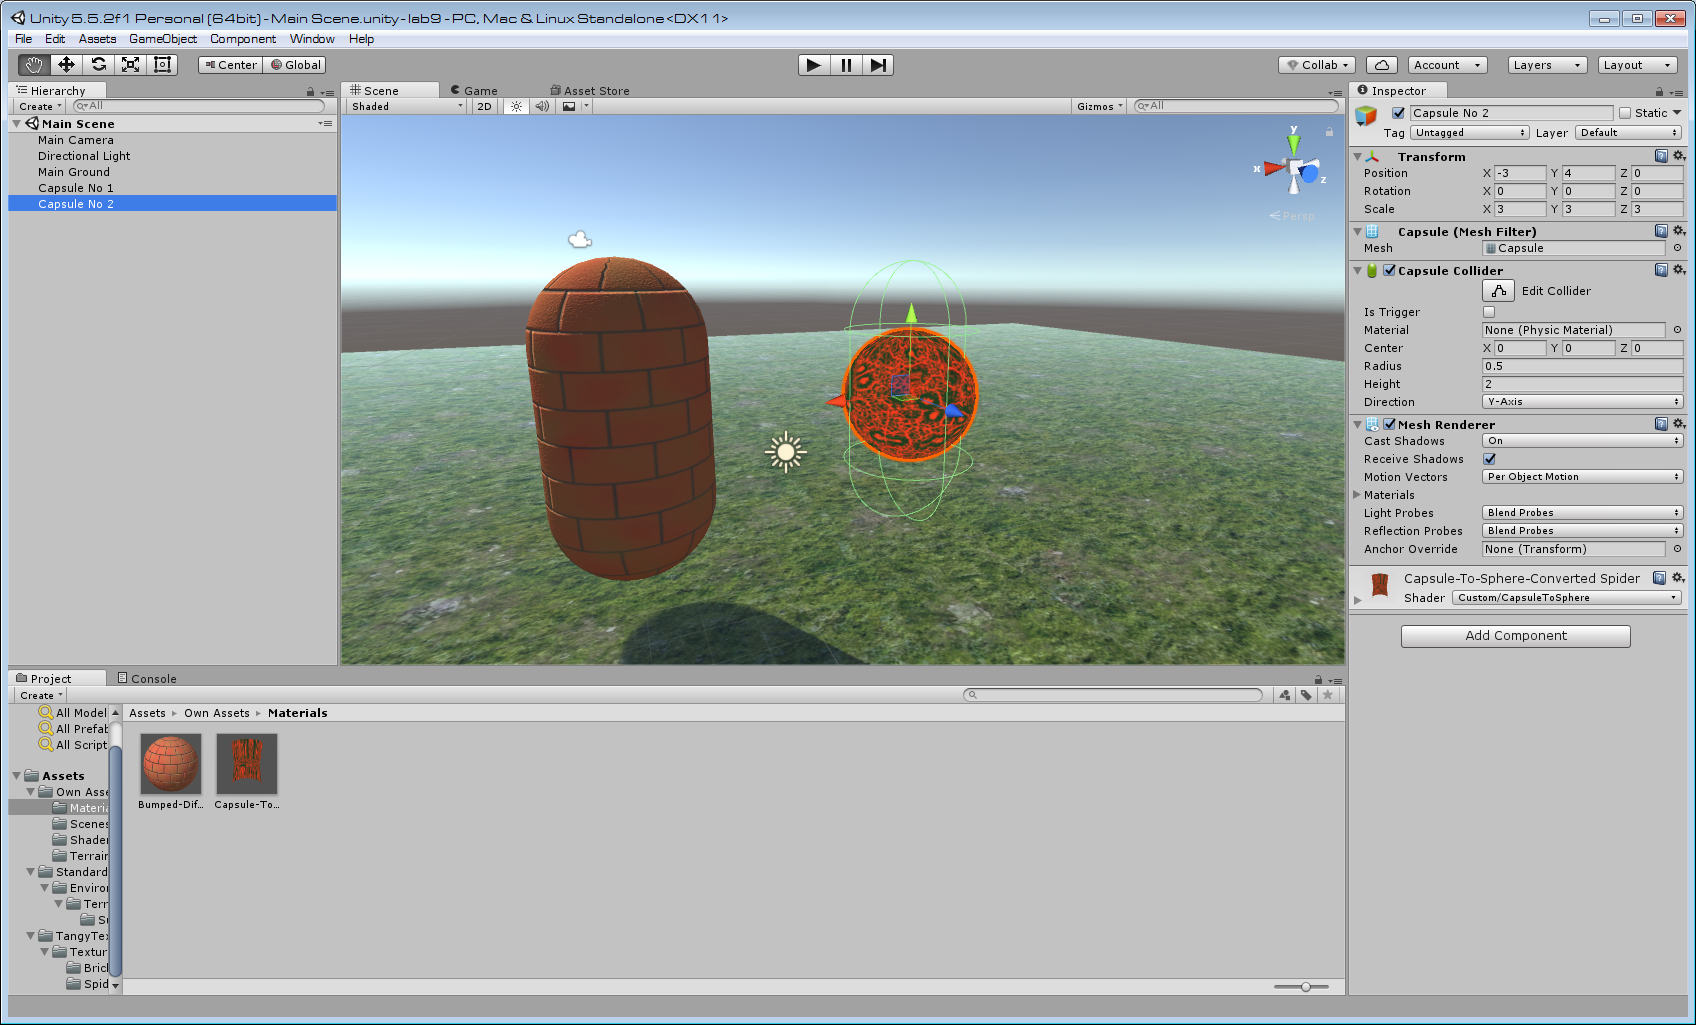 Unity 5.5.2f1 Personal (64bit) - Main Scene.unity - lab9 - PC, Mac & Linux Standalone <DX11>
File Edit Assets GameObject Component Window Help
Center Global Collab Account Layers Layout
Hierarchy
Create All
Main Scene
Main Camera
Directional Light
Main Ground
Capsule No 1
Capsule No 2
Scene Game Asset Store
Shaded 2D Gizmos All
y
x
z
Persp
Inspector
Capsule No 2 Static
Tag Untagged Layer Default
Transform
Position X -3 Y 4 Z 0
Rotation X 0 Y 0 Z 0
Scale X 3 Y 3 Z 3
Capsule (Mesh Filter)
Mesh Capsule
Capsule Collider
Edit Collider
Is Trigger
Material None (Physic Material)
Center X 0 Y 0 Z 0
Radius 0.5
Height 2
Direction Y-Axis
Mesh Renderer
Cast Shadows On
Receive Shadows
Motion Vectors Per Object Motion
Materials
Light Probes Blend Probes
Reflection Probes Blend Probes
Anchor Override None (Transform)
Capsule-To-Sphere-Converted Spider
Shader Custom/CapsuleToSphere
Add Component
Project Console
Create
All Model
All Prefab
All Script
Assets
Own Asse
Materia
Scenes
Shader
Terrain
Standard
Environ
Terr
Su
TangyTex
Textur
Bricl
Spid
Assets ▸ Own Assets ▸ Materials
Bumped-Dif... Capsule-To...